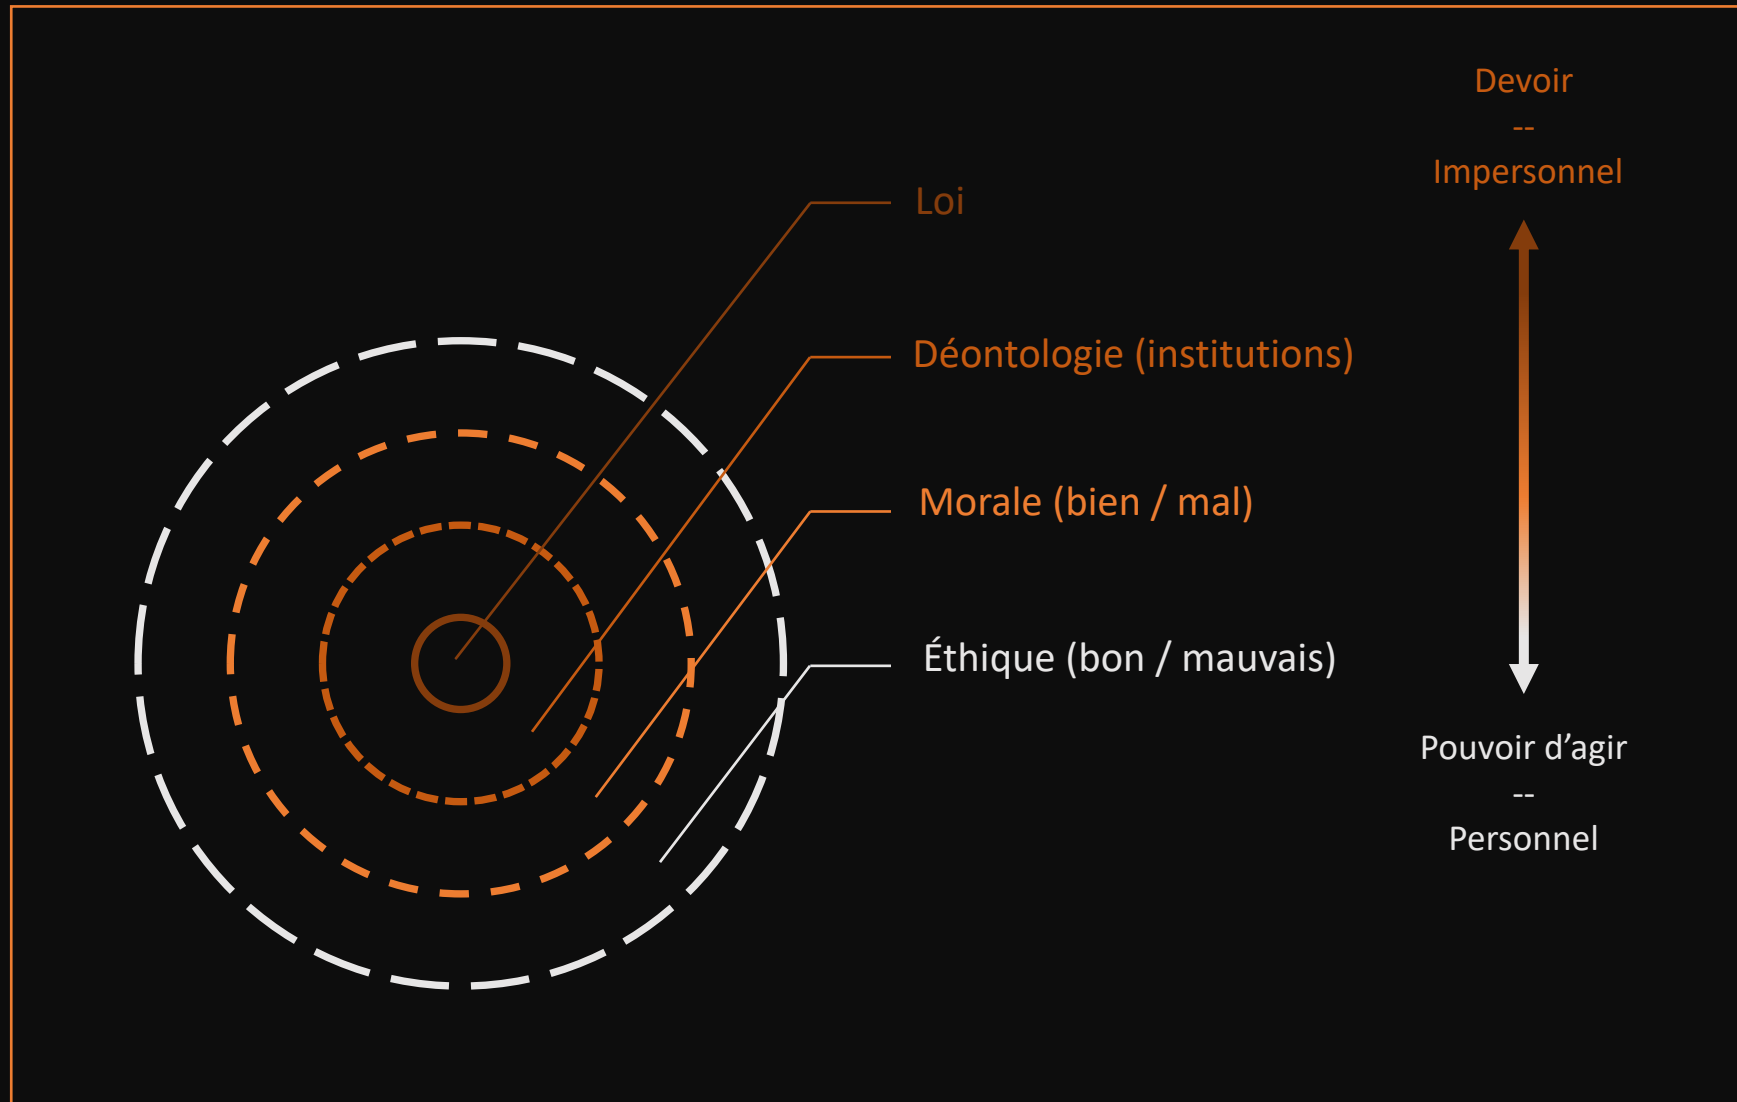 Devoir
--
Impersonnel
Loi
Déontologie (institutions)
Morale (bien / mal)
Éthique (bon / mauvais)
Pouvoir d’agir
--
Personnel